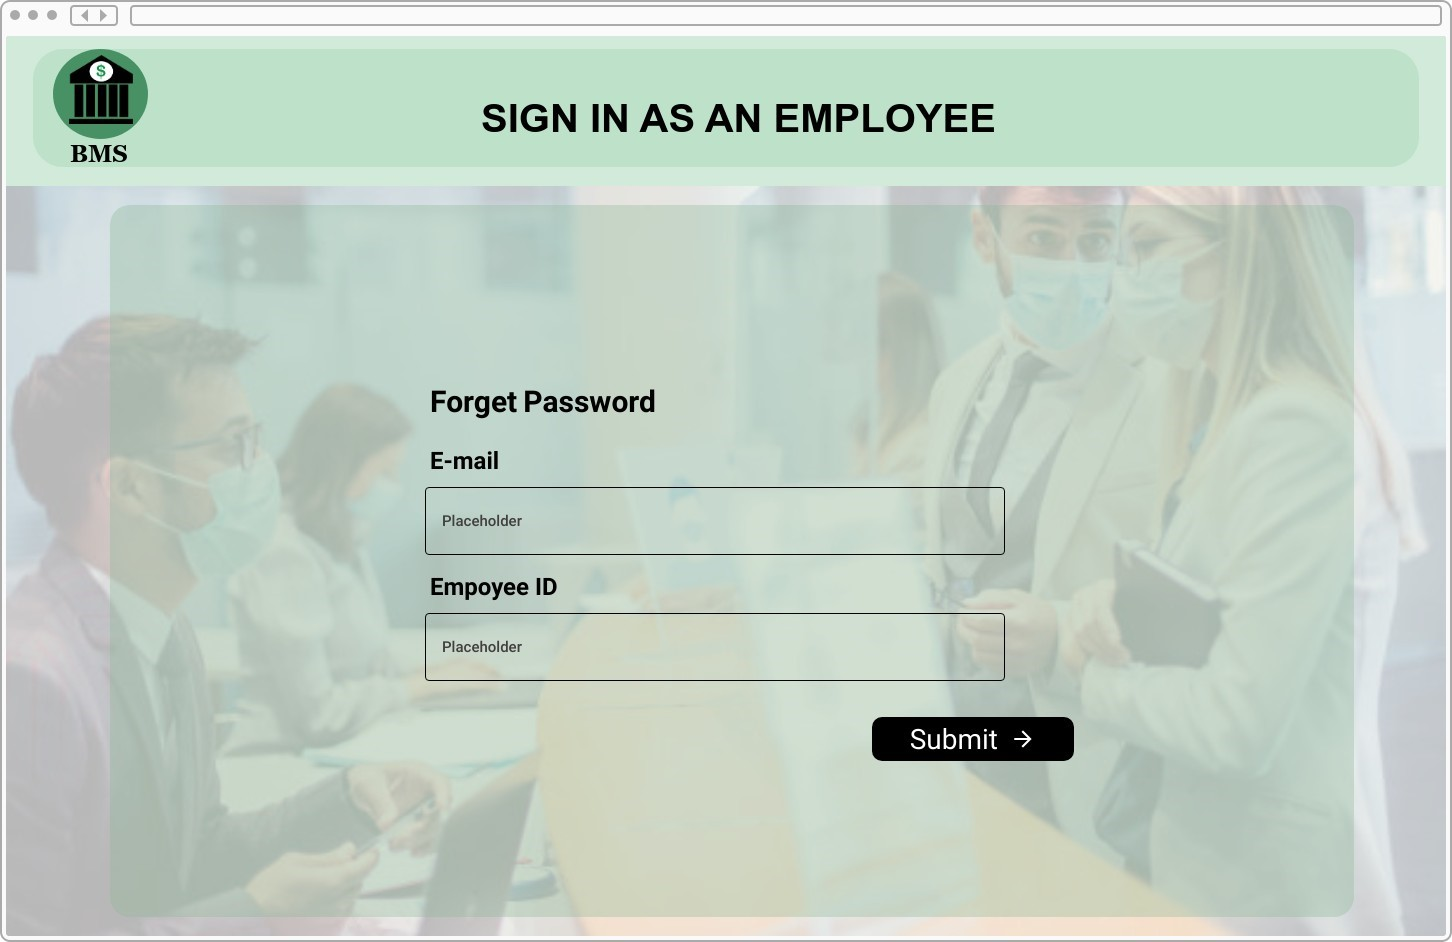 $
BMS
SIGN IN AS AN EMPLOYEE
Forget Password
E-mail
Placeholder
Empoyee ID
Placeholder
Submit →